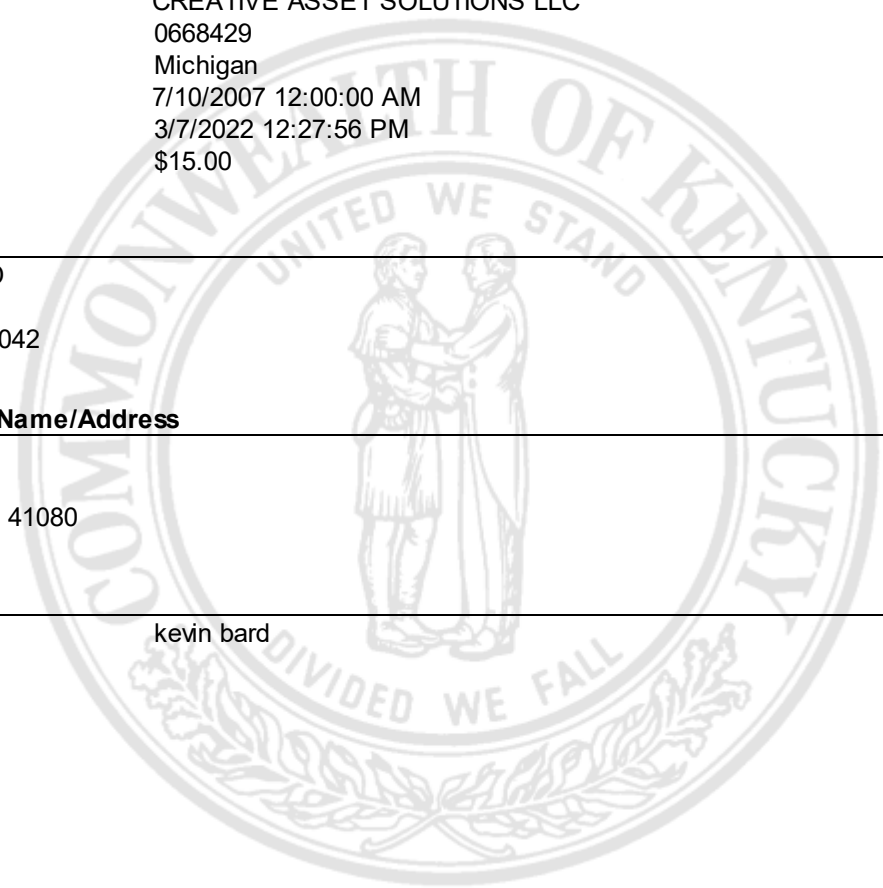 CREATIVE ASSET SOLUTIONS LLC
0668429
Michigan
7/10/2007 12:00:00 AM
3/7/2022 12:27:56 PM
$15.00
042
Name/Address
41080
kevin bard
COMMONWEALTH OF KENTUCKY
UNITED WE STAND
DIVIDED WE FALL